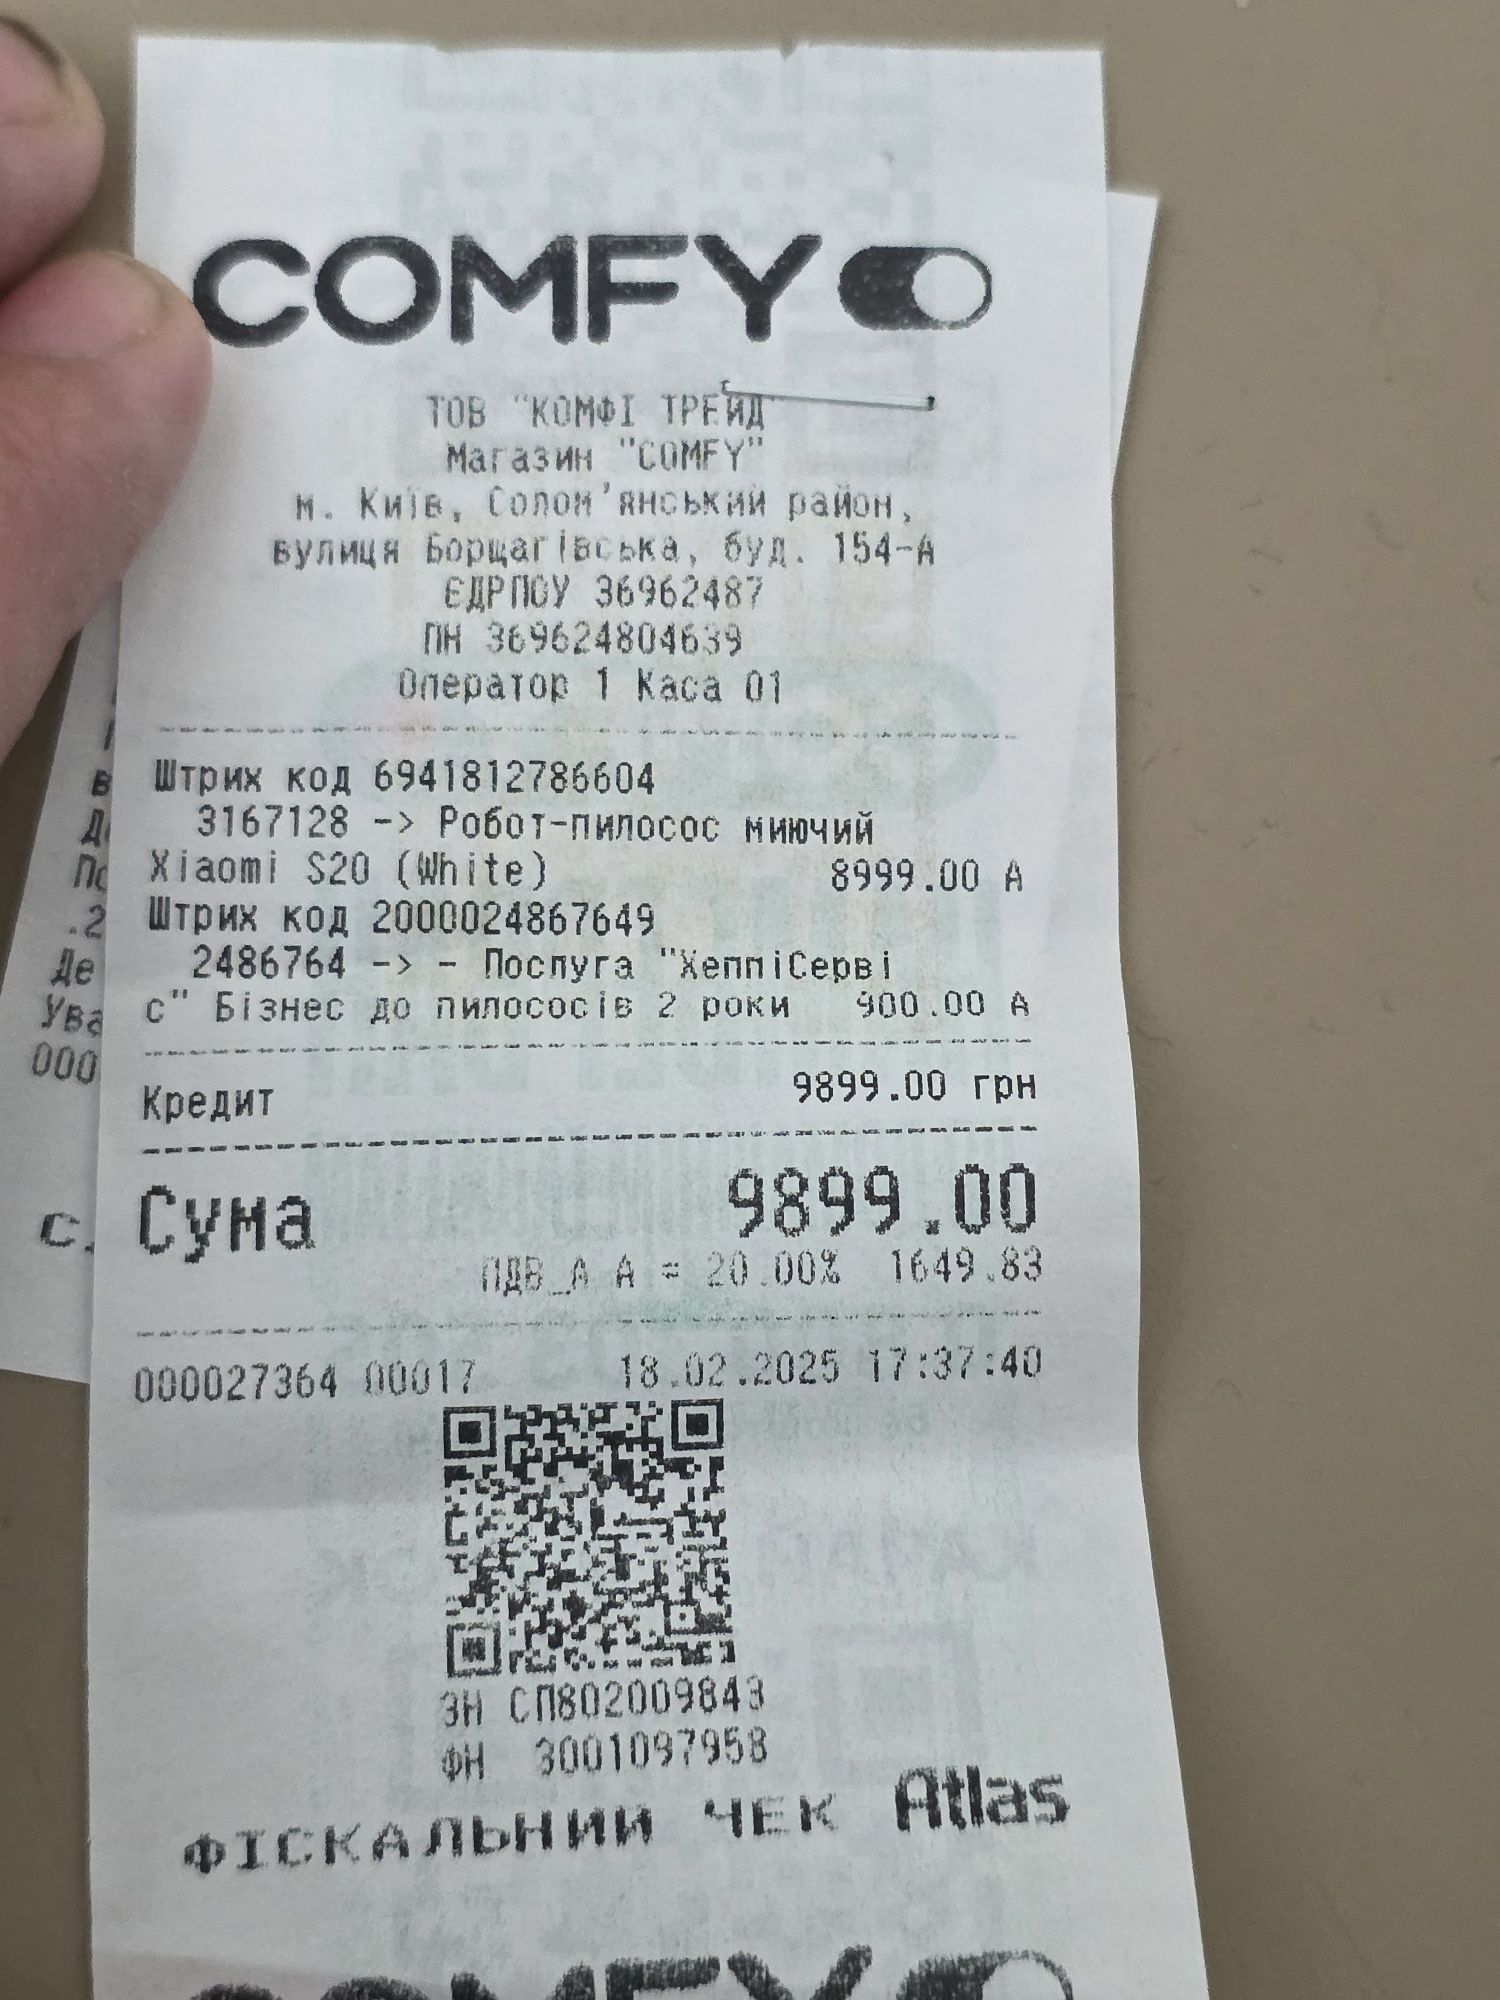 COMFY
ТОВ "КОМФІ ТРЕЙД"
Магазин "COMFY"
м. Київ, Солом'янський район,
вулиця Борщагівська, буд. 154-А
ЄДРПОУ 36962487
ПН 369624804639
Оператор 1 Каса 01
Штрих код 6941812786604
3167128 -> Робот-пилосос миючий
Xiaomi S20 (White) 8999.00 А
Штрих код 2000024867649
2486764 -> - Послуга "ХеппіСерві
с" Бізнес до пилососів 2 роки 900.00 А
Кредит 9899.00 грн
Сума 9899.00
ПДВ_А А = 20.00% 1649.83
000027364 00017 18.02.2025 17:37:40
ЗН СП802009843
ФН 3001097958
ФІСКАЛЬНИЙ ЧЕК Atlas
COMFY